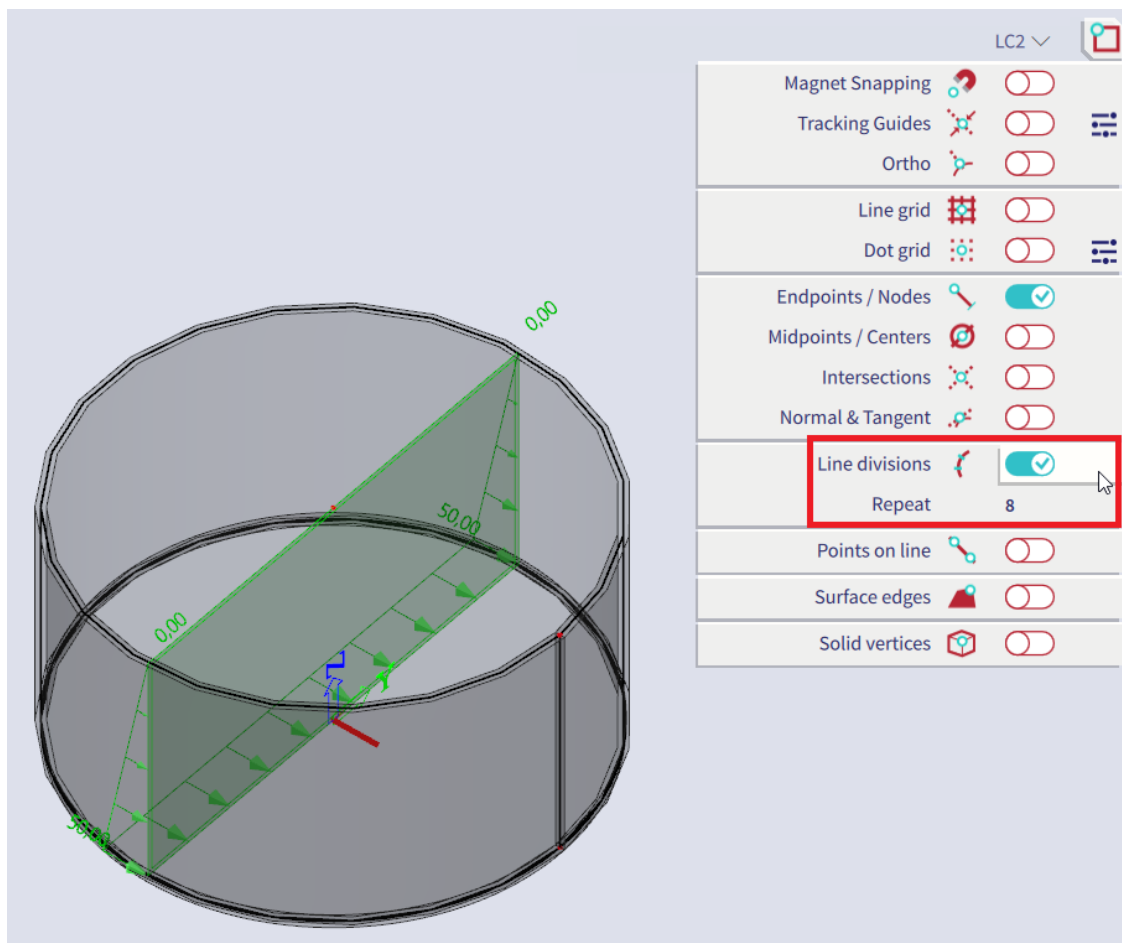 LC2
Magnet Snapping
Tracking Guides
Ortho
Line grid
Dot grid
Endpoints / Nodes
Midpoints / Centers
Intersections
Normal & Tangent
Line divisions
Repeat 8
Points on line
Surface edges
Solid vertices
0,00
50,00
0,00
50,00